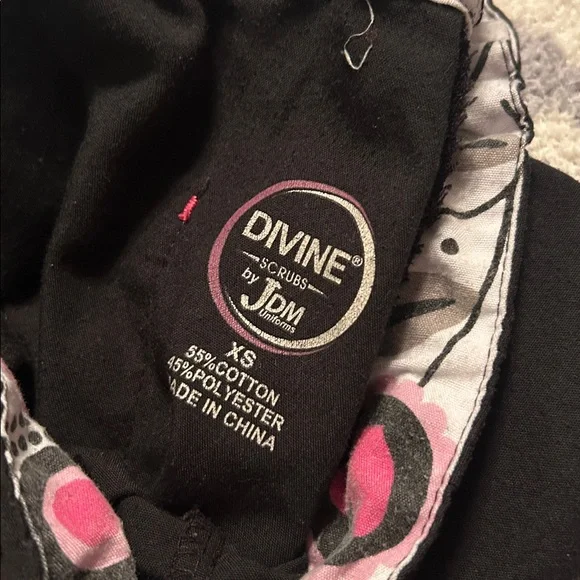 DIVINE®
SCRUBS
by JDM
uniforms
XS
55%COTTON
45%POLYESTER
MADE IN CHINA